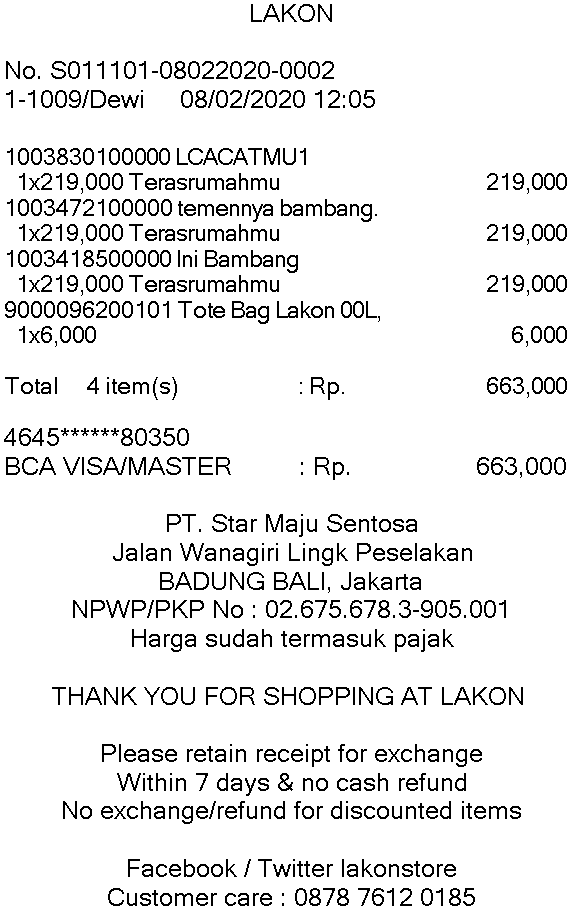 LAKON
No. S011101-08022020-0002
1-1009/Dewi 08/02/2020 12:05
1003830100000 LCACATMU1
1x219,000 Terasrumahmu 219,000
1003472100000 temennya bambang.
1x219,000 Terasrumahmu 219,000
1003418500000 Ini Bambang
1x219,000 Terasrumahmu 219,000
9000096200101 Tote Bag Lakon 00L,
1x6,000 6,000
Total 4 item(s) : Rp. 663,000
4645******80350
BCA VISA/MASTER : Rp. 663,000
PT. Star Maju Sentosa
Jalan Wanagiri Lingk Peselakan
BADUNG BALI, Jakarta
NPWP/PKP No : 02.675.678.3-905.001
Harga sudah termasuk pajak
THANK YOU FOR SHOPPING AT LAKON
Please retain receipt for exchange
Within 7 days & no cash refund
No exchange/refund for discounted items
Facebook / Twitter lakonstore
Customer care : 0878 7612 0185